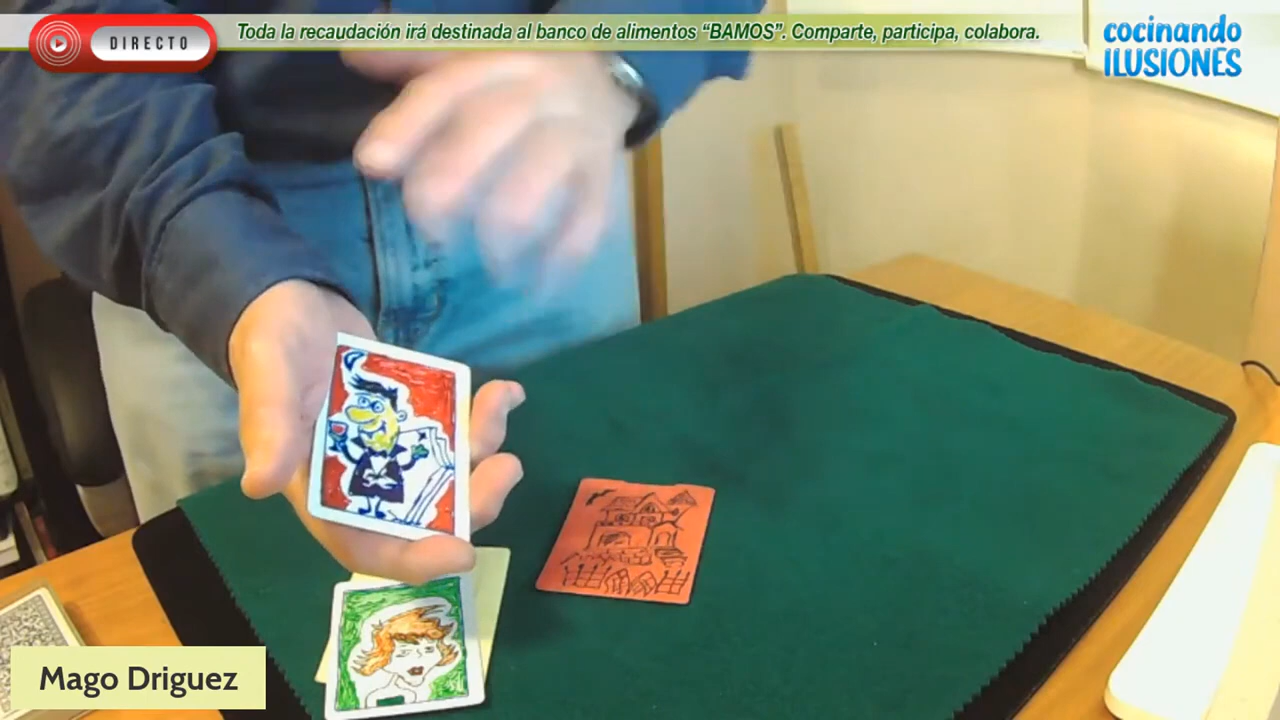 DIRECTO
Toda la recaudación irá destinada al banco de alimentos “BAMOS”. Comparte, participa, colabora.
cocinando
ILUSIONES
Mago Driguez